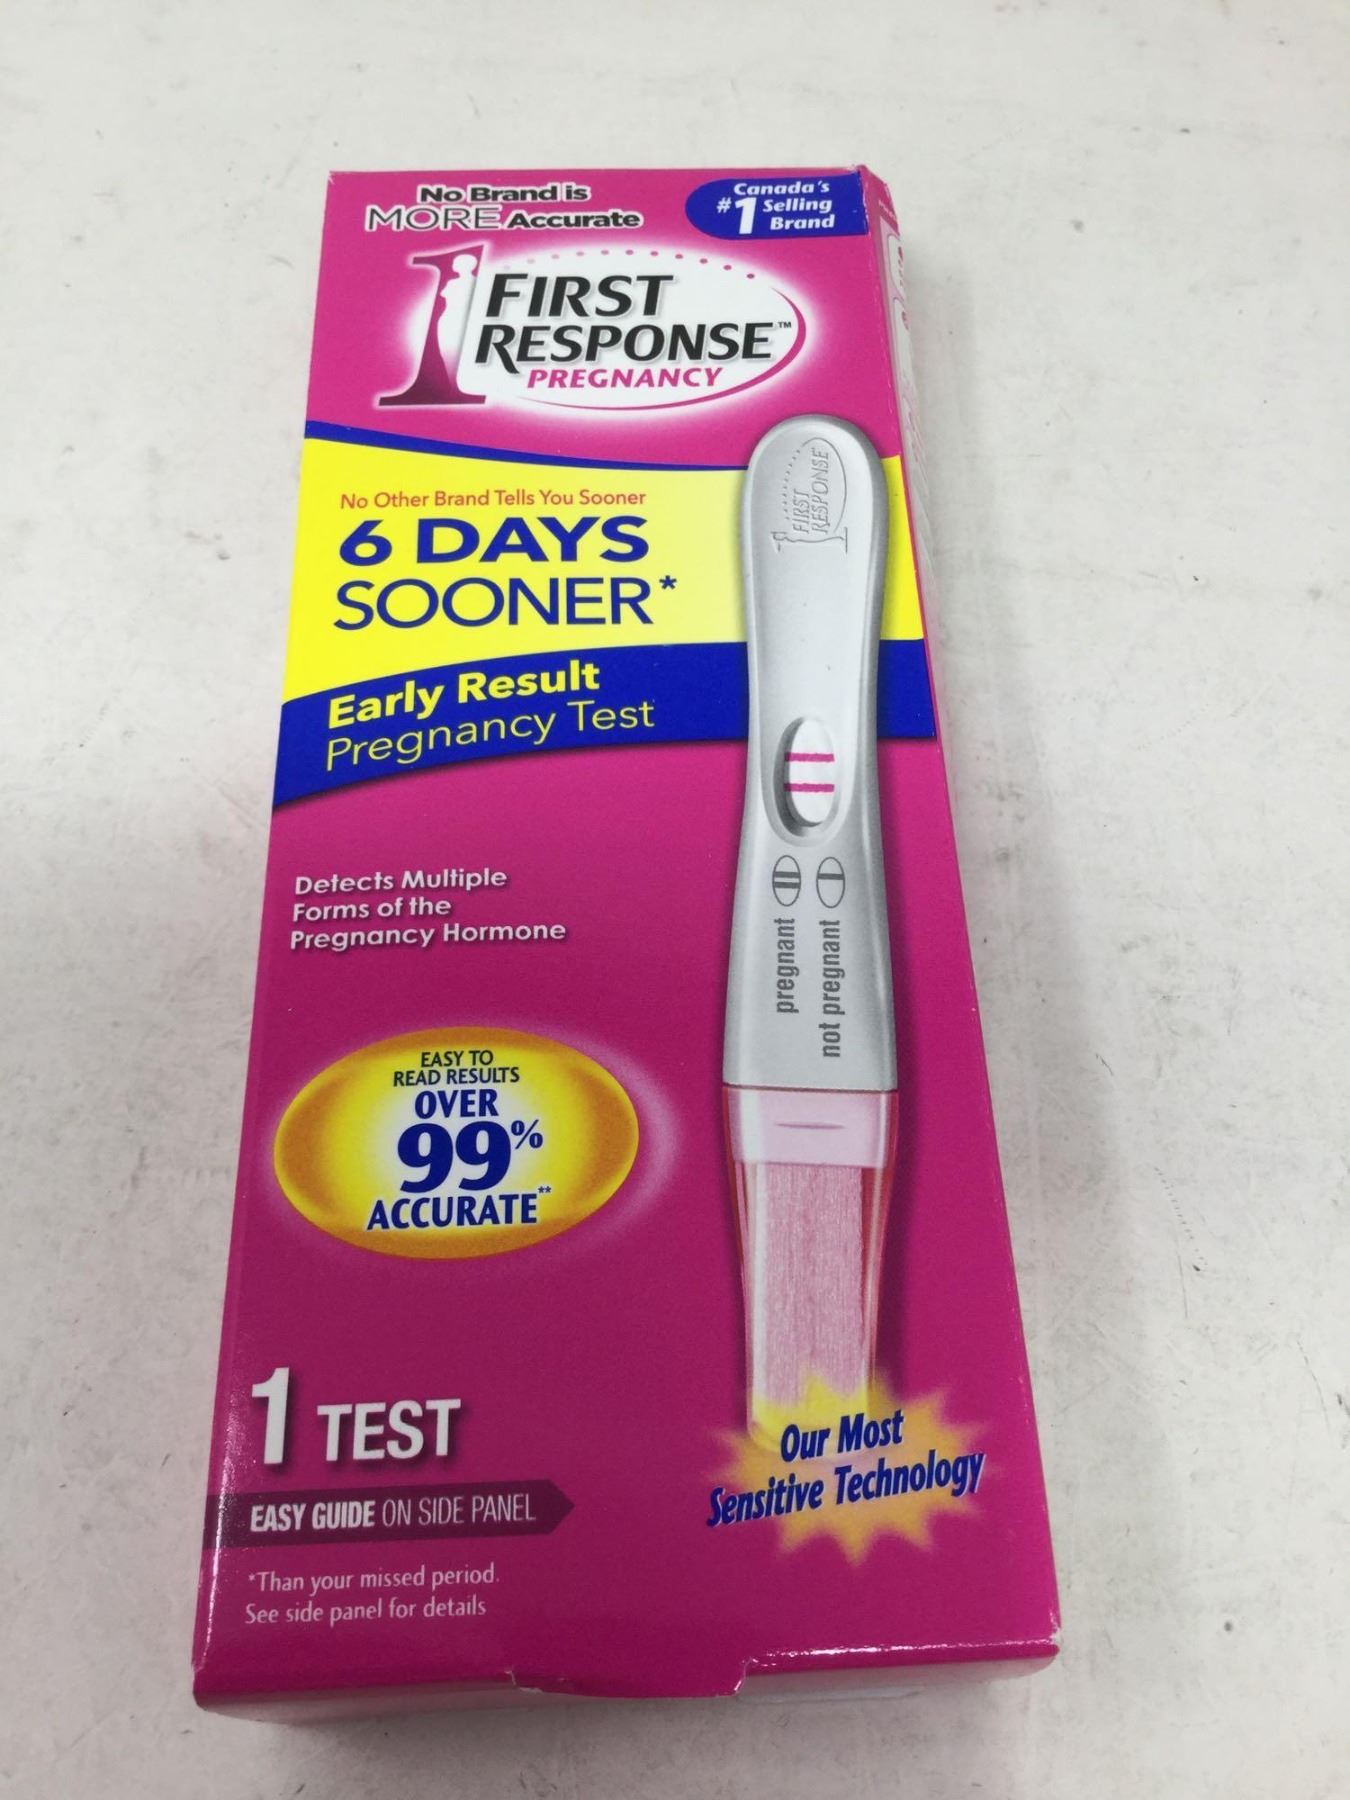 No Brand is
MORE Accurate
Canada's
#1 Selling
Brand
1 FIRST
RESPONSE™
PREGNANCY
No Other Brand Tells You Sooner
6 DAYS
SOONER*
Early Result
Pregnancy Test
FIRST
RESPONSE
pregnant
not pregnant
Detects Multiple
Forms of the
Pregnancy Hormone
EASY TO
READ RESULTS
OVER
99%
ACCURATE**
1 TEST
EASY GUIDE ON SIDE PANEL
*Than your missed period.
See side panel for details
Our Most
Sensitive Technology